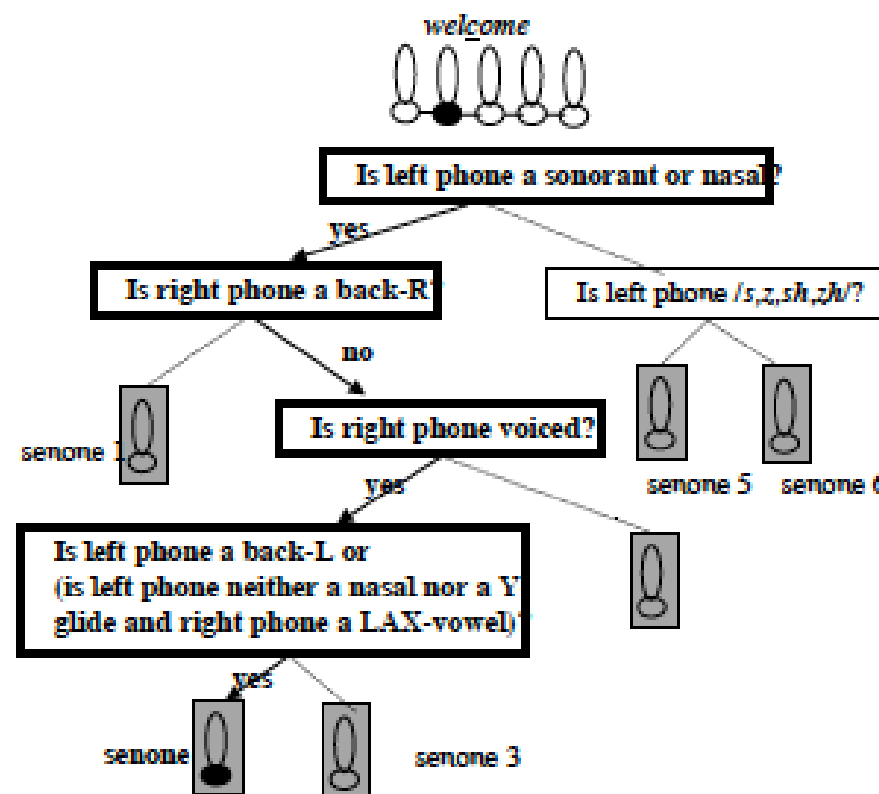 welcome
Is left phone a sonorant or nasal?
yes
Is right phone a back-R?
Is left phone /s,z,sh,zh/?
no
senone 1
Is right phone voiced?
senone 5
senone 6
yes
Is left phone a back-L or
(is left phone neither a nasal nor a Y
glide and right phone a LAX-vowel)?
yes
senone
senone 3